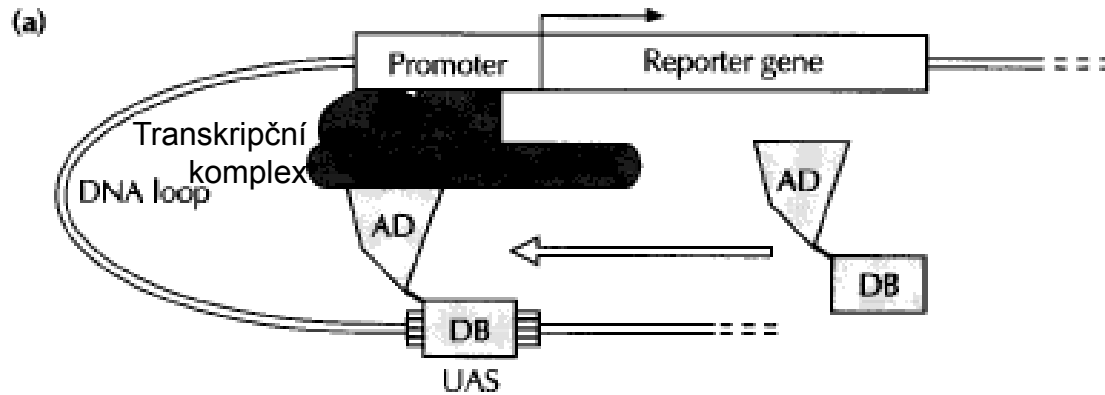 (a)
Promoter
Reporter gene
Transkripční
komplex
DNA loop
AD
AD
DB
DB
UAS